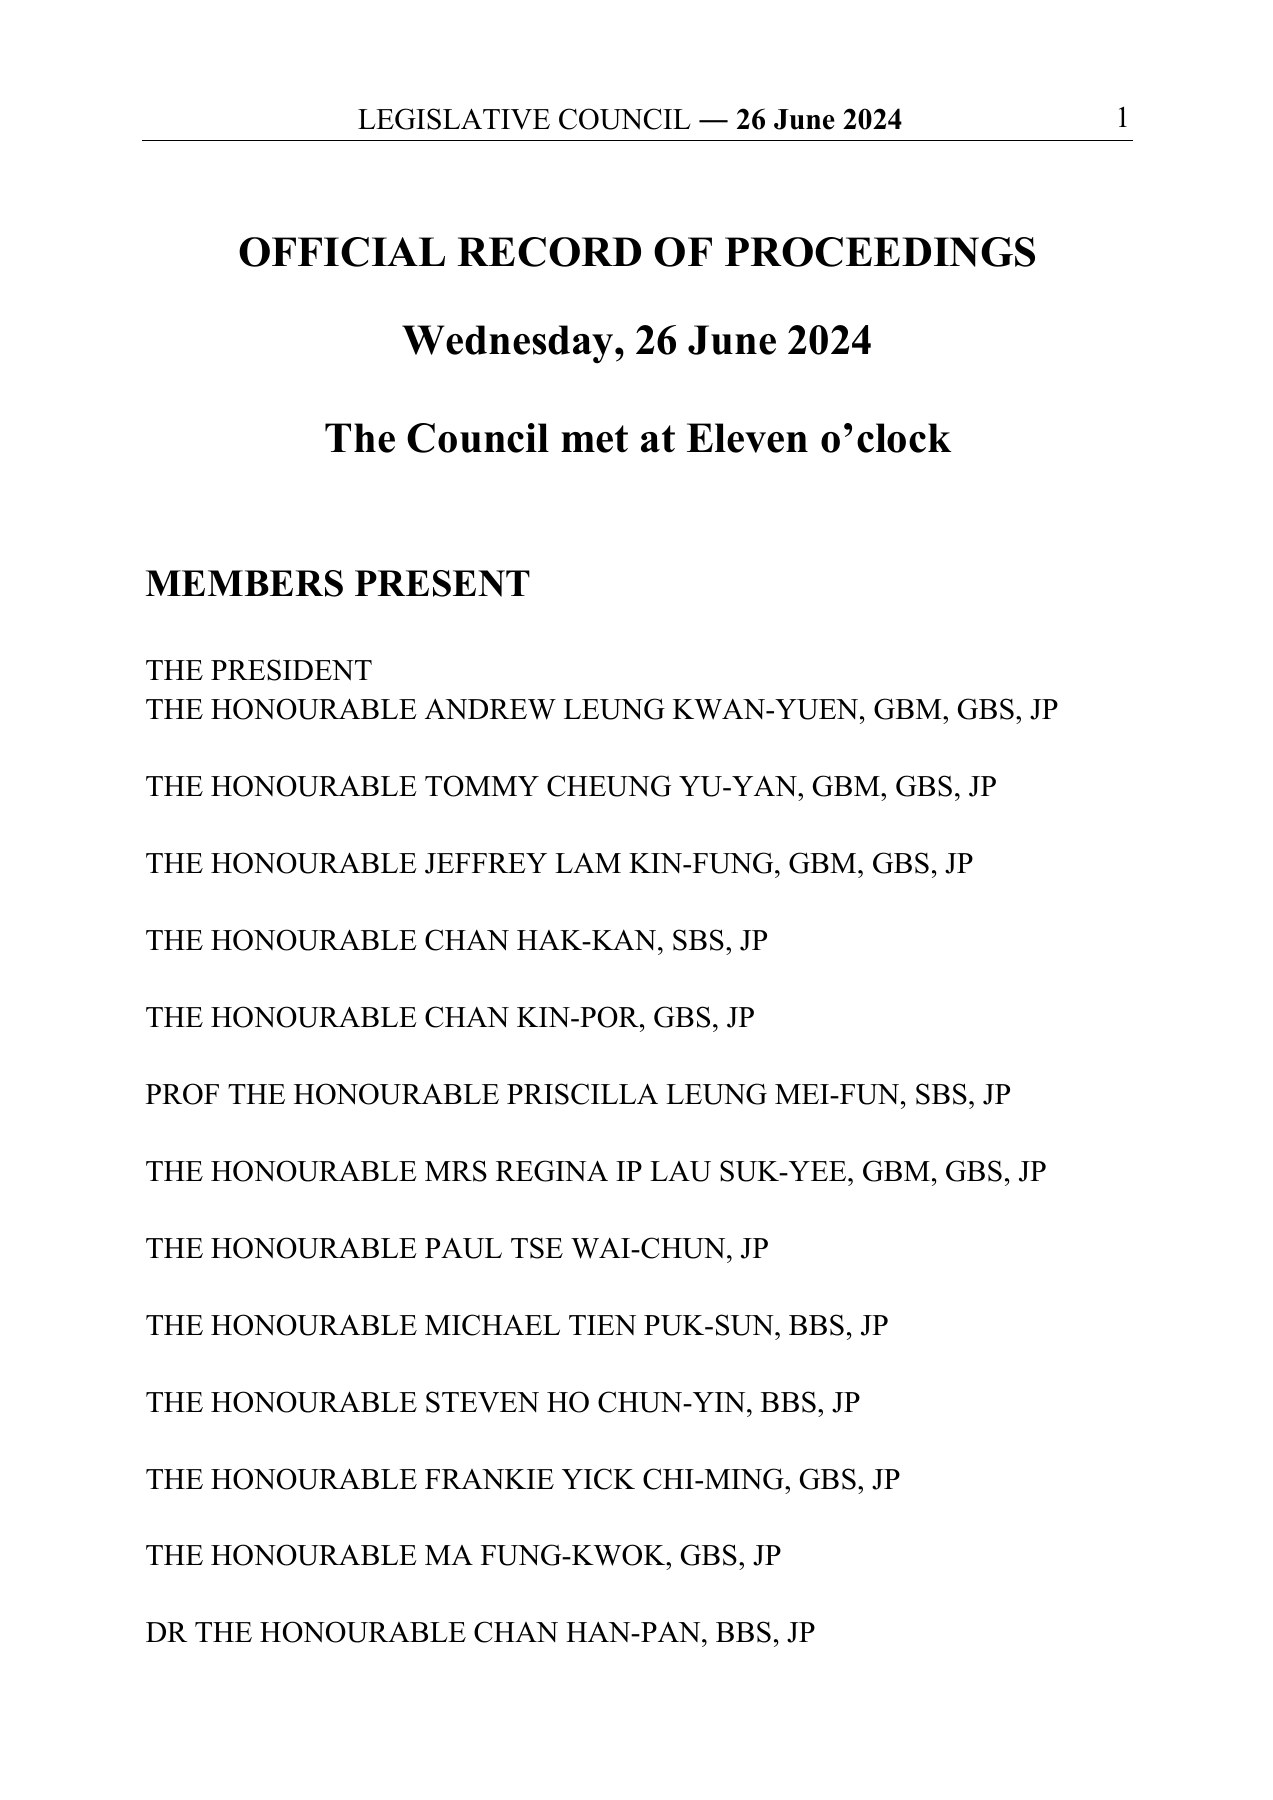 LEGISLATIVE COUNCIL — 26 June 2024 1
OFFICIAL RECORD OF PROCEEDINGS
Wednesday, 26 June 2024
The Council met at Eleven o’clock
MEMBERS PRESENT
THE PRESIDENT
THE HONOURABLE ANDREW LEUNG KWAN-YUEN, GBM, GBS, JP
THE HONOURABLE TOMMY CHEUNG YU-YAN, GBM, GBS, JP
THE HONOURABLE JEFFREY LAM KIN-FUNG, GBM, GBS, JP
THE HONOURABLE CHAN HAK-KAN, SBS, JP
THE HONOURABLE CHAN KIN-POR, GBS, JP
PROF THE HONOURABLE PRISCILLA LEUNG MEI-FUN, SBS, JP
THE HONOURABLE MRS REGINA IP LAU SUK-YEE, GBM, GBS, JP
THE HONOURABLE PAUL TSE WAI-CHUN, JP
THE HONOURABLE MICHAEL TIEN PUK-SUN, BBS, JP
THE HONOURABLE STEVEN HO CHUN-YIN, BBS, JP
THE HONOURABLE FRANKIE YICK CHI-MING, GBS, JP
THE HONOURABLE MA FUNG-KWOK, GBS, JP
DR THE HONOURABLE CHAN HAN-PAN, BBS, JP